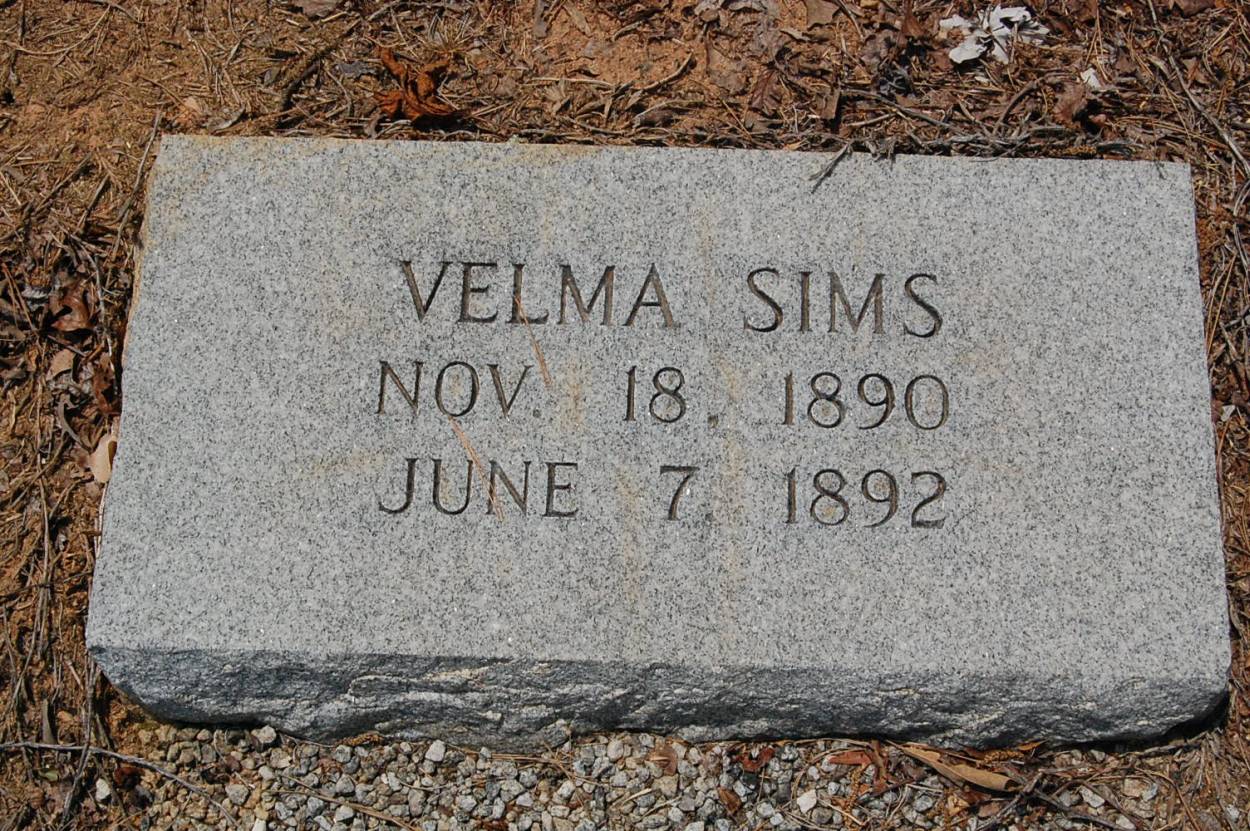 VELMA SIMS
NOV. 18, 1890
JUNE 7, 1892